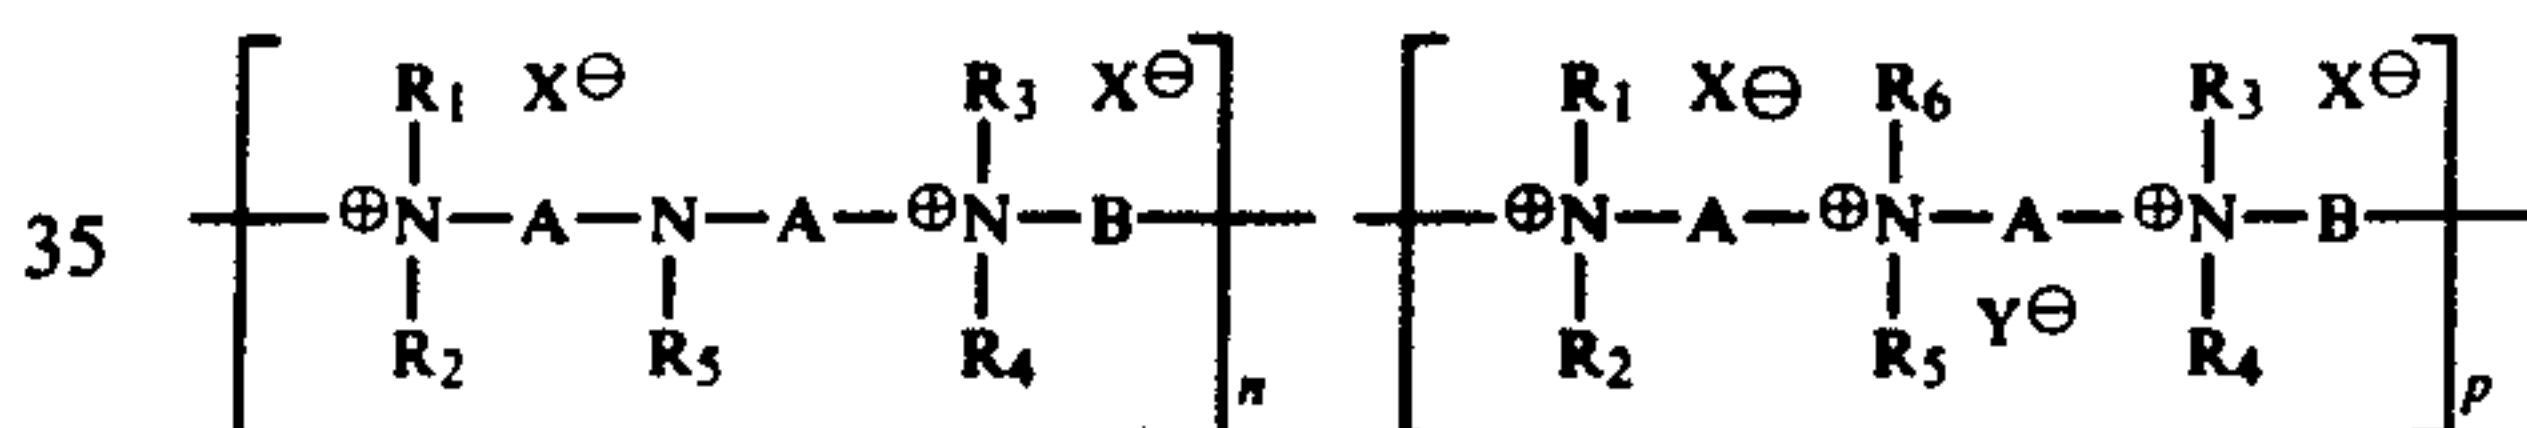 R1 X⊖ R3 X⊖ R1 X⊖ R6 R3 X⊖
35 ⊕N—A—N—A—⊕N—B— ⊕N—A—⊕N—A—⊕N—B—
R2 R5 R4 R2 R5 Y⊖ R4
n p